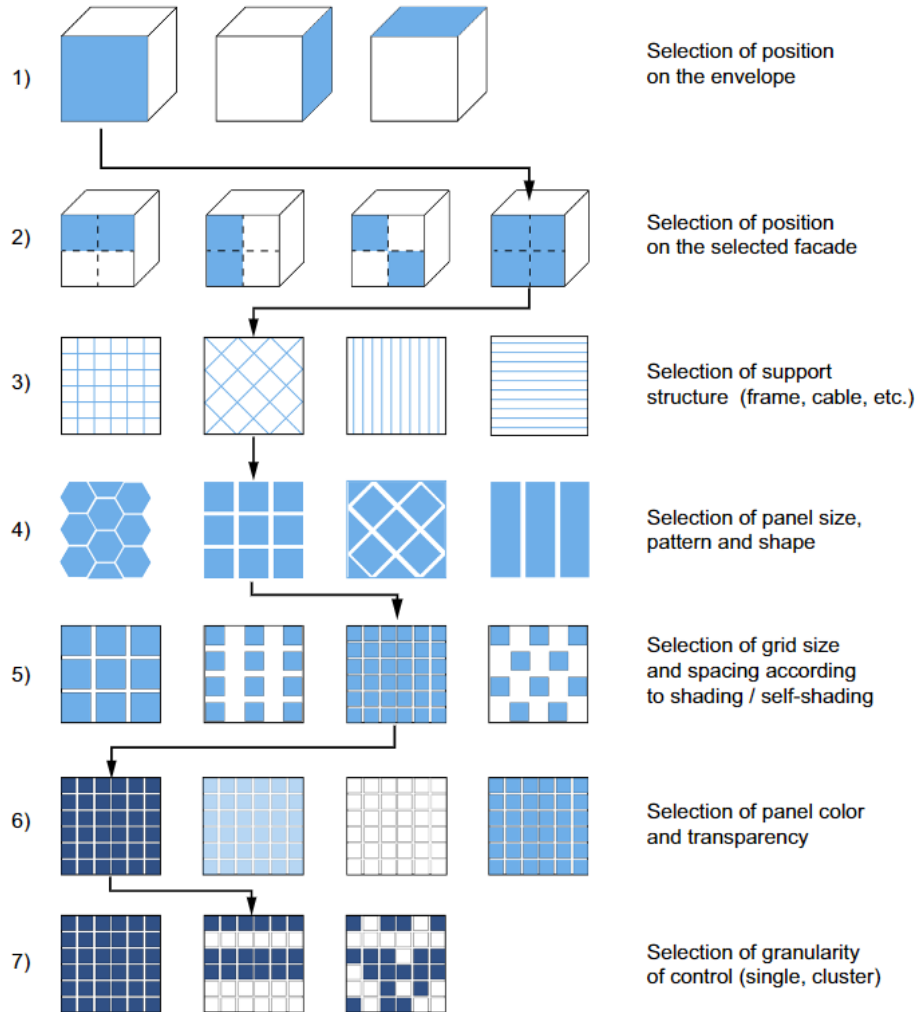 1)
Selection of position
on the envelope
2)
Selection of position
on the selected facade
3)
Selection of support
structure (frame, cable, etc.)
4)
Selection of panel size,
pattern and shape
5)
Selection of grid size
and spacing according
to shading / self-shading
6)
Selection of panel color
and transparency
7)
Selection of granularity
of control (single, cluster)